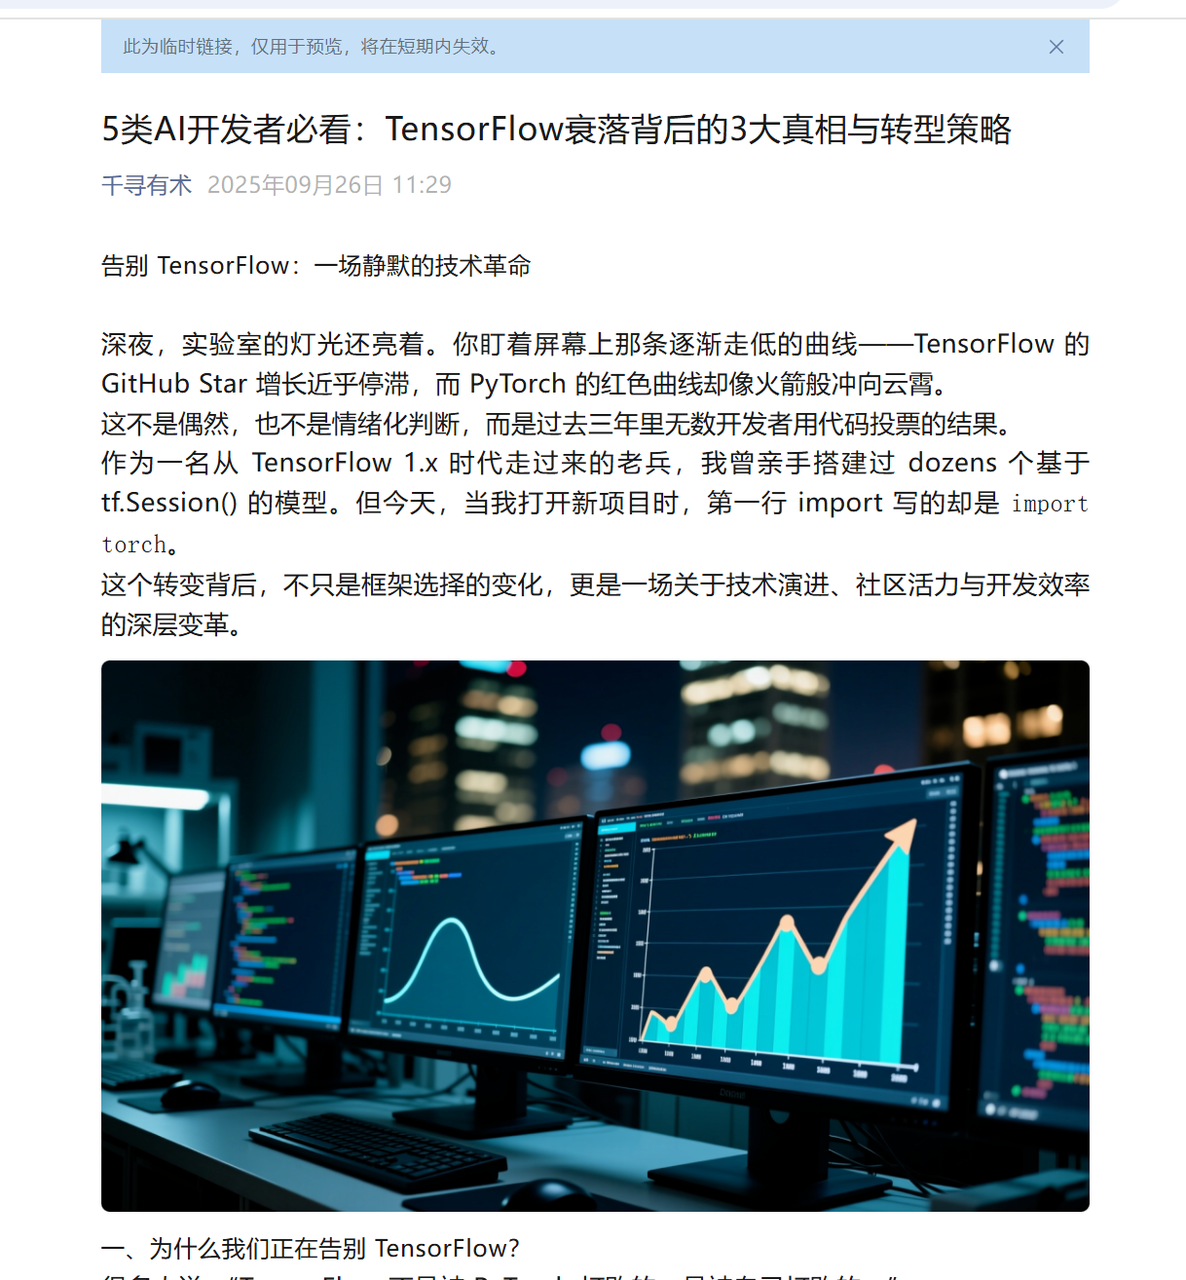 此为临时链接，仅用于预览，将在短期内失效。
5类AI开发者必看：TensorFlow衰落背后的3大真相与转型策略
千寻有术 2025年09月26日 11:29
告别 TensorFlow：一场静默的技术革命
深夜，实验室的灯光还亮着。你盯着屏幕上那条逐渐走低的曲线——TensorFlow 的
GitHub Star 增长近乎停滞，而 PyTorch 的红色曲线却像火箭般冲向云霄。
这不是偶然，也不是情绪化判断，而是过去三年里无数开发者用代码投票的结果。
作为一名从 TensorFlow 1.x 时代走过来的老兵，我曾亲手搭建过 dozens 个基于
tf.Session() 的模型。但今天，当我打开新项目时，第一行 import 写的却是 import
torch。
这个转变背后，不只是框架选择的变化，更是一场关于技术演进、社区活力与开发效率
的深层变革。
一、为什么我们正在告别 TensorFlow？